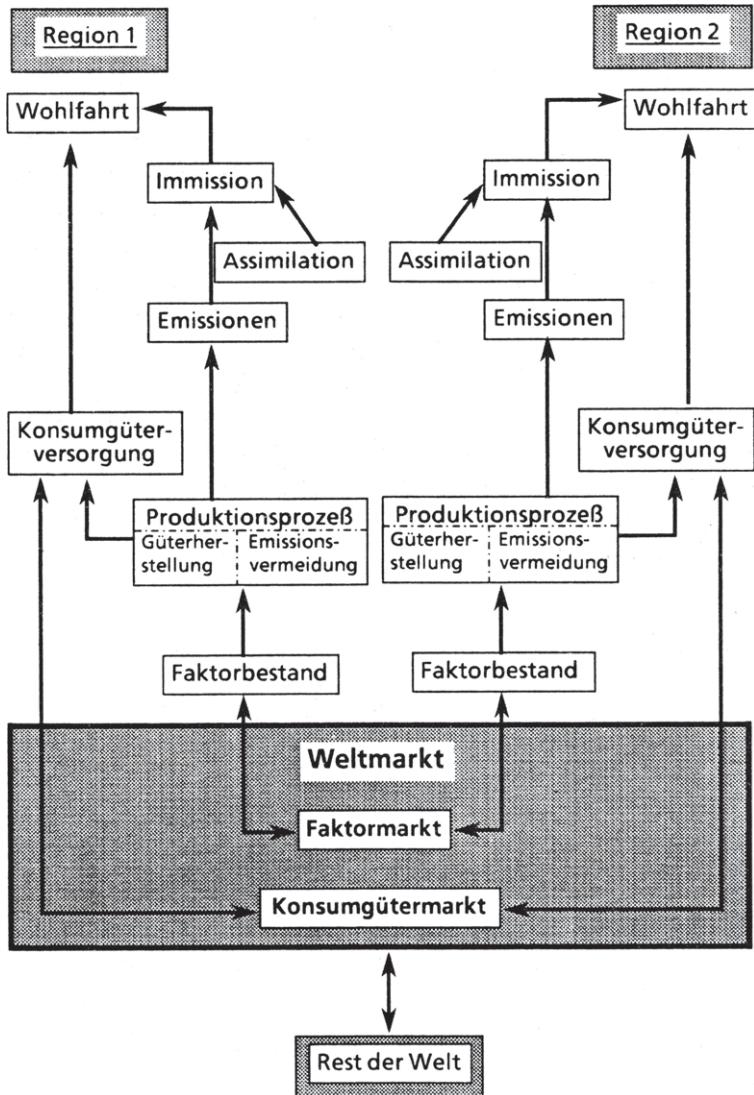 Region 1
Region 2
Wohlfahrt
Wohlfahrt
Immission
Immission
Assimilation
Assimilation
Emissionen
Emissionen
Konsumgüter-
versorgung
Konsumgüter-
versorgung
Produktionsprozeß
Güterher-
stellung
Emissions-
vermeidung
Produktionsprozeß
Güterher-
stellung
Emissions-
vermeidung
Faktorbestand
Faktorbestand
Weltmarkt
Faktormarkt
Konsumgütermarkt
Rest der Welt